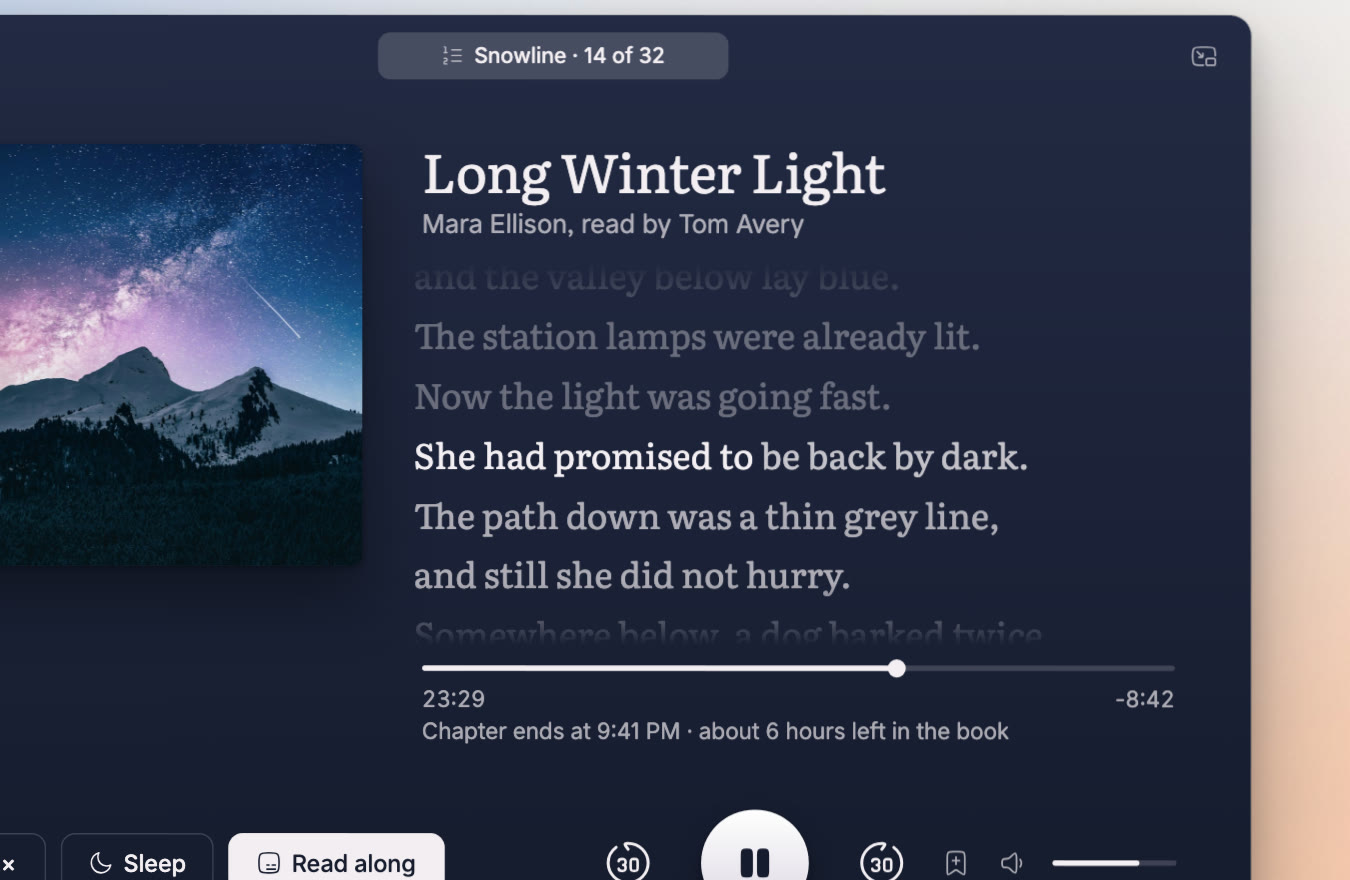 Snowline · 14 of 32
Long Winter Light
Mara Ellison, read by Tom Avery
and the valley below lay blue.
The station lamps were already lit.
Now the light was going fast.
She had promised to be back by dark.
The path down was a thin grey line,
and still she did not hurry.
Somewhere below, a dog barked twice
23:29
-8:42
Chapter ends at 9:41 PM · about 6 hours left in the book
×
Sleep
Read along
30
30